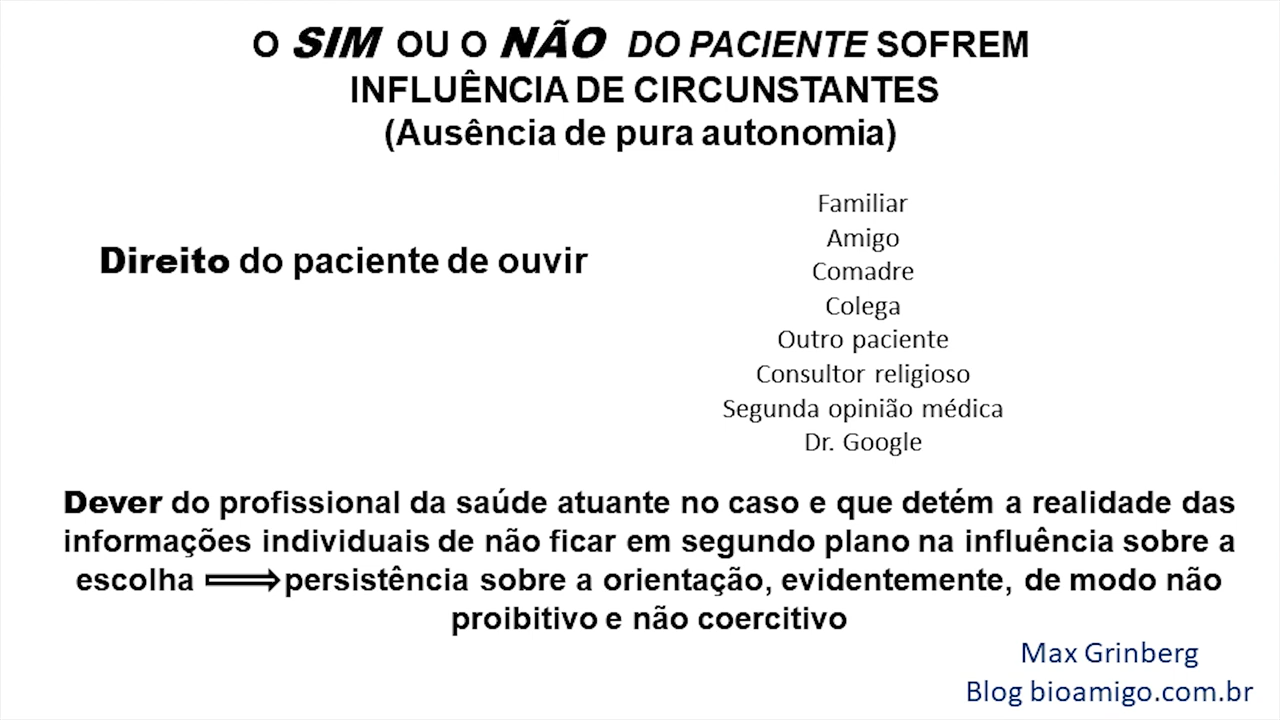 O SIM OU O NÃO DO PACIENTE SOFREM
INFLUÊNCIA DE CIRCUNSTANTES
(Ausência de pura autonomia)
Direito do paciente de ouvir
Familiar
Amigo
Comadre
Colega
Outro paciente
Consultor religioso
Segunda opinião médica
Dr. Google
Dever do profissional da saúde atuante no caso e que detém a realidade das
informações individuais de não ficar em segundo plano na influência sobre a
escolha ⟹ persistência sobre a orientação, evidentemente, de modo não
proibitivo e não coercitivo
Max Grinberg
Blog bioamigo.com.br